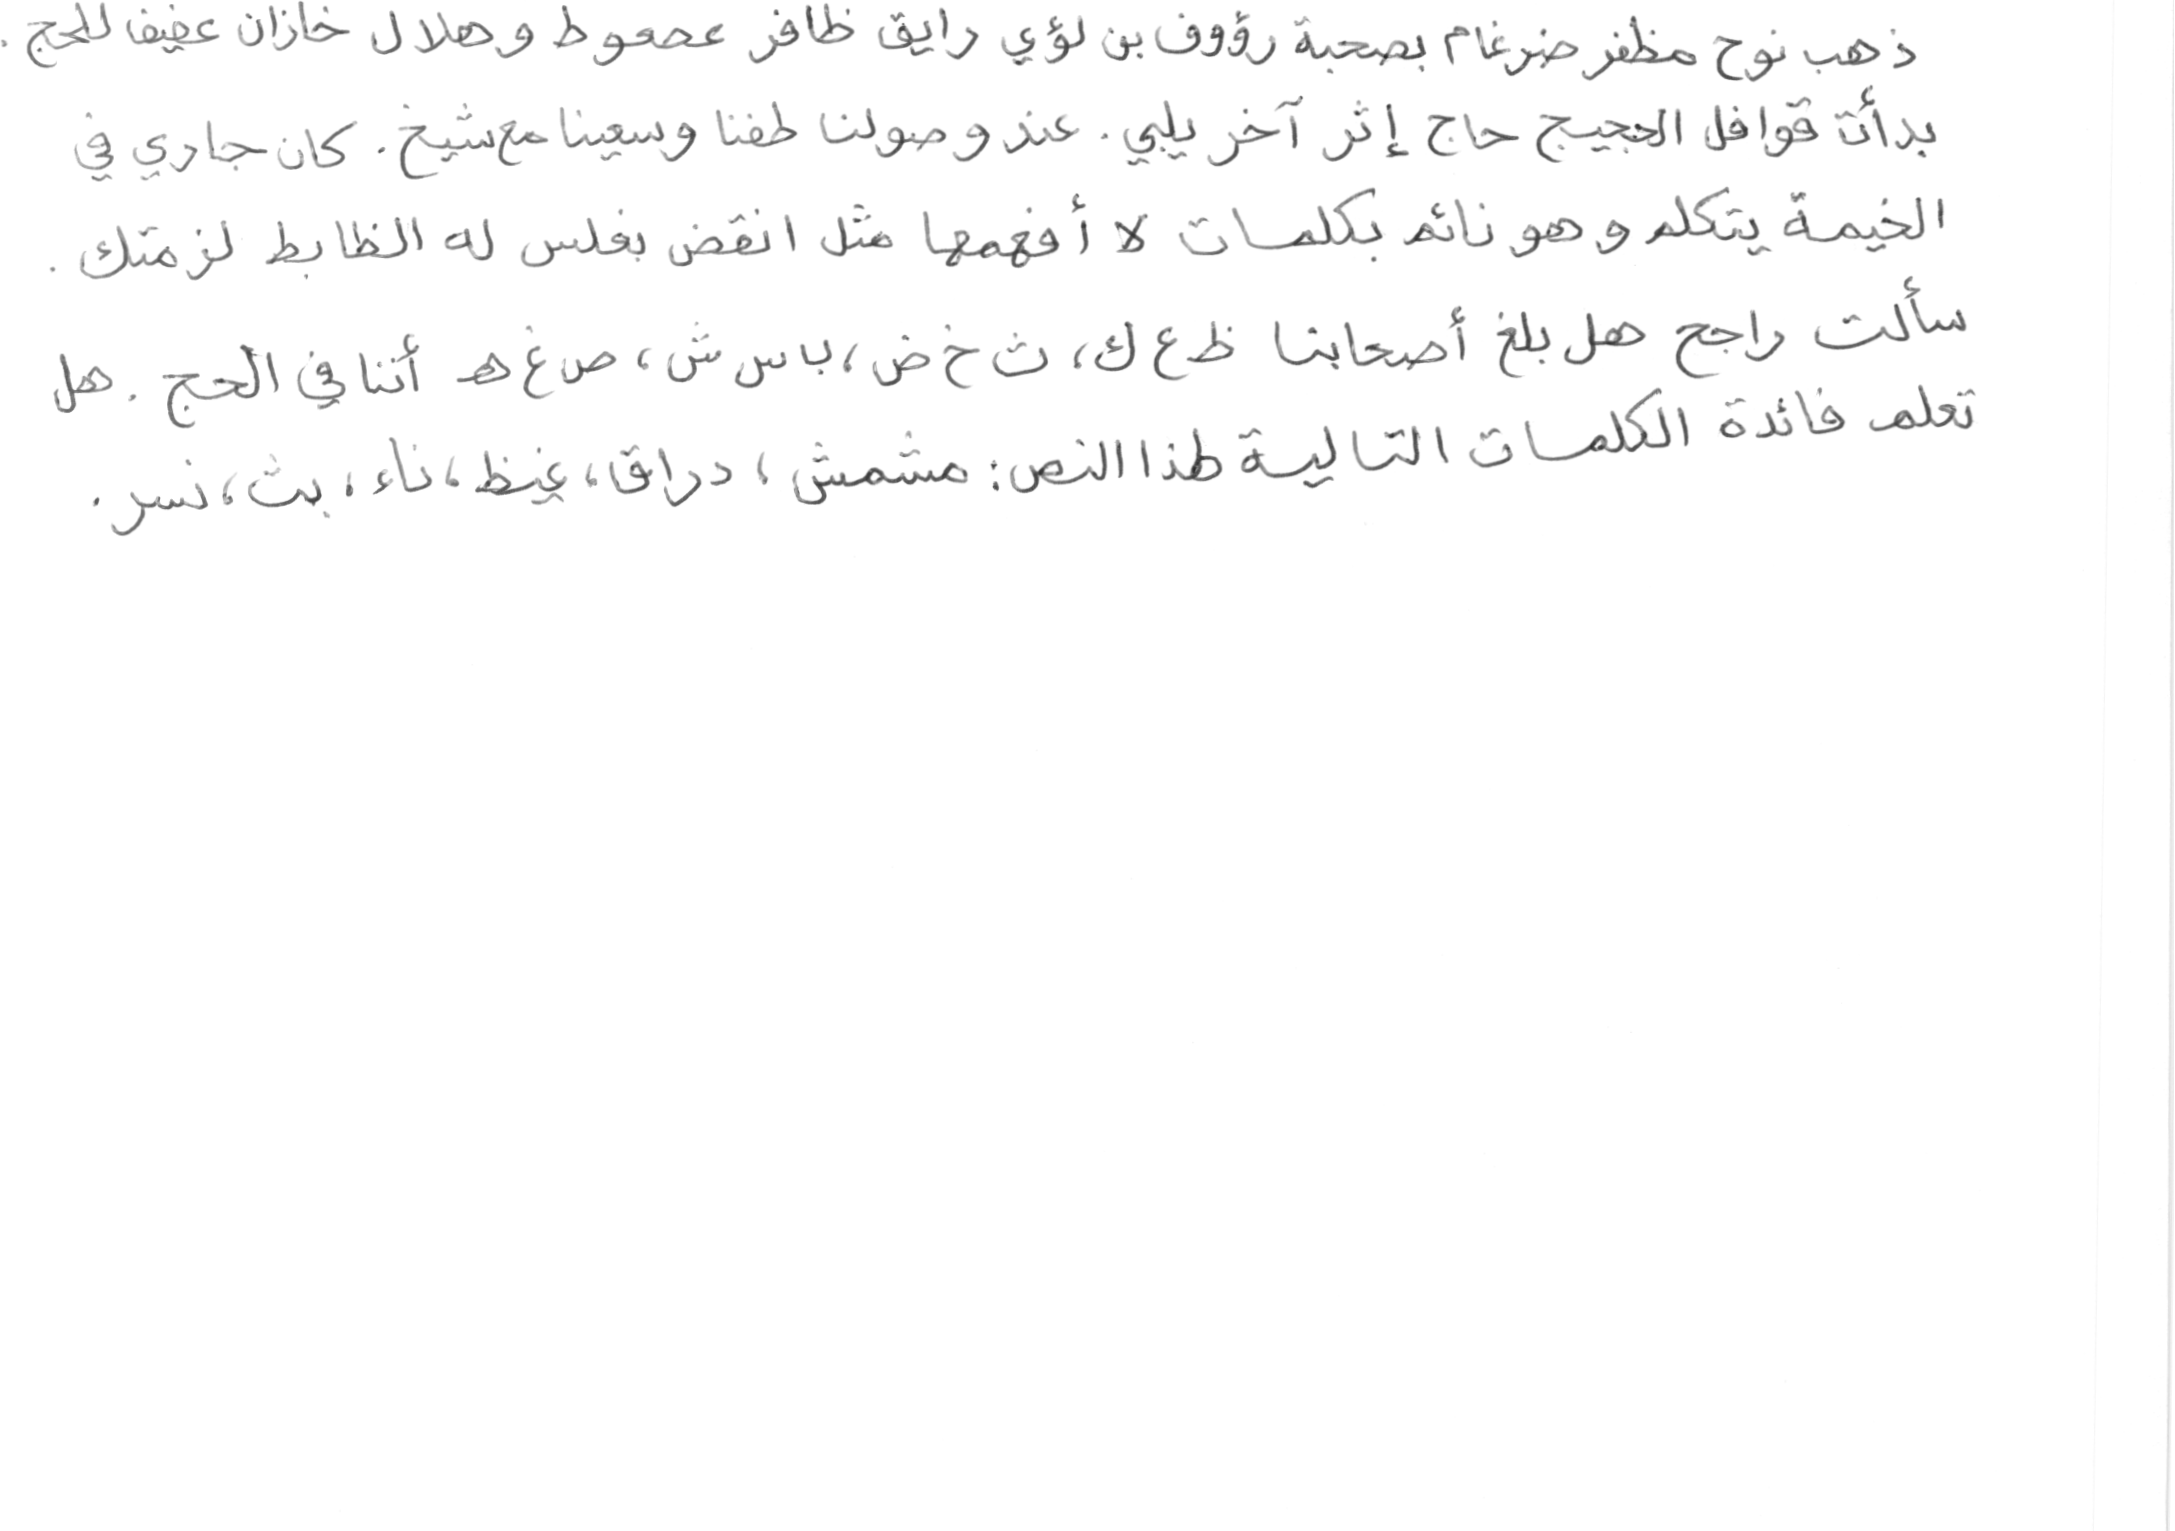 ذهب نوح مظفر ضرغام بصحبة رؤوف بن لؤي رايق ظافر عصعوط وهلال خازان عفيف للحج .
بدأت قوافل الحجيج حاج إثر آخر يلبي . عند وصولنا طفنا وسعينا مع شيخ . كان جاري في
الخيمة يتكلم وهو نائم بكلمات لا أفهمها مثل انقض بغلس له الظابط لزمتك .
سألت راجح هل بلغ أصحابنا ظ ع ك، ث خ ض، ب س ش، ص غ هـ أننا في الحج . هل
تعلم فائدة الكلمات التالية لهذا النص: مشمش، دراق، غيظ، ناء، بث، نسر .